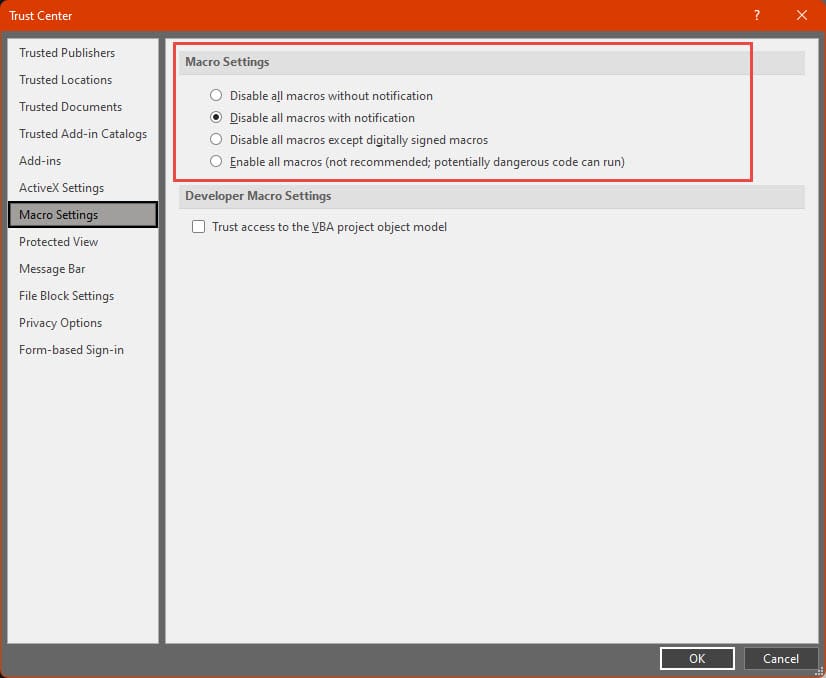 Trust Center
?
Trusted Publishers
Trusted Locations
Trusted Documents
Trusted Add-in Catalogs
Add-ins
ActiveX Settings
Macro Settings
Protected View
Message Bar
File Block Settings
Privacy Options
Form-based Sign-in
Macro Settings
Disable all macros without notification
Disable all macros with notification
Disable all macros except digitally signed macros
Enable all macros (not recommended; potentially dangerous code can run)
Developer Macro Settings
Trust access to the VBA project object model
OK
Cancel